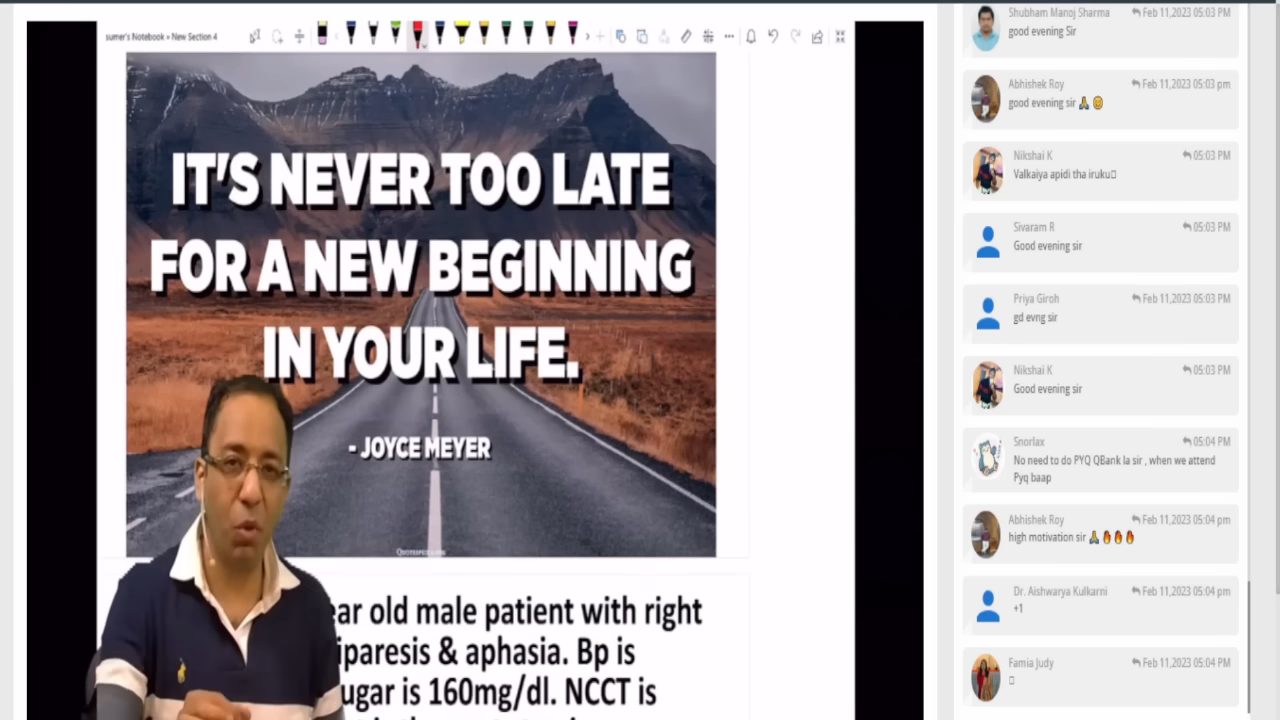 sumer's Notebook » New Section 4
IT'S NEVER TOO LATE
FOR A NEW BEGINNING
IN YOUR LIFE.
- JOYCE MEYER
ear old male patient with right
iparesis & aphasia. Bp is
ugar is 160mg/dl. NCCT is
Shubham Manoj Sharma
Feb 11,2023 05:03 PM
good evening Sir
Abhishek Roy
Feb 11,2023 05:03 pm
good evening sir 🙏 😊
Nikshai K
05:03 PM
Valkaiya apidi tha iruku
Sivaram R
05:03 PM
Good evening sir
Priya Giroh
05:03 PM
gd evng sir
Nikshai K
05:03 PM
Good evening sir
Snorlax
05:04 PM
No need to do PYQ QBank la sir , when we attend
Pyq baap
Abhishek Roy
Feb 11,2023 05:04 pm
high motivation sir 🙏 🔥 🔥 🔥
Dr. Aishwarya Kulkarni
Feb 11,2023 05:04 pm
+1
Famia Judy
Feb 11,2023 05:04 PM